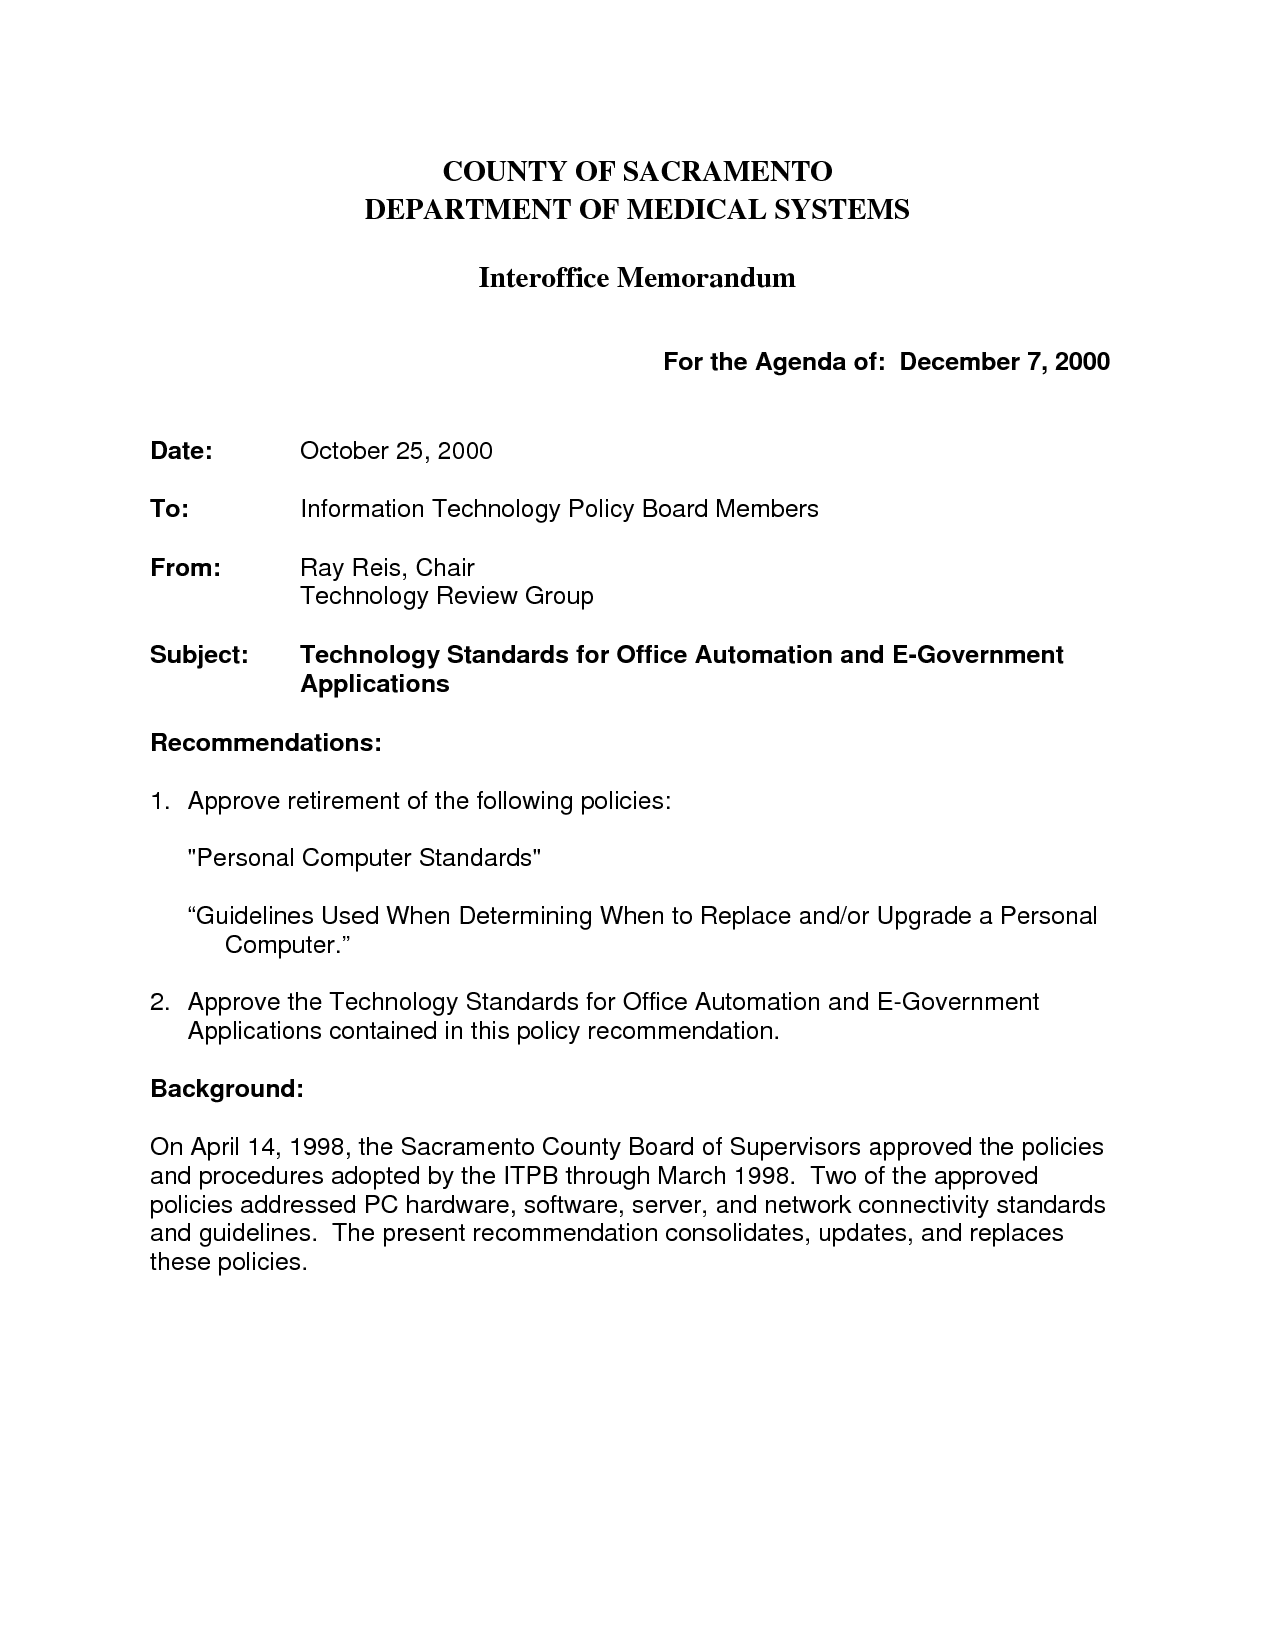 COUNTY OF SACRAMENTO
DEPARTMENT OF MEDICAL SYSTEMS
Interoffice Memorandum
For the Agenda of:  December 7, 2000
Date: October 25, 2000
To: Information Technology Policy Board Members
From: Ray Reis, Chair
Technology Review Group
Subject: Technology Standards for Office Automation and E-Government
Applications
Recommendations:
1. Approve retirement of the following policies:
"Personal Computer Standards"
“Guidelines Used When Determining When to Replace and/or Upgrade a Personal
Computer.”
2. Approve the Technology Standards for Office Automation and E-Government
Applications contained in this policy recommendation.
Background:
On April 14, 1998, the Sacramento County Board of Supervisors approved the policies
and procedures adopted by the ITPB through March 1998.  Two of the approved
policies addressed PC hardware, software, server, and network connectivity standards
and guidelines.  The present recommendation consolidates, updates, and replaces
these policies.